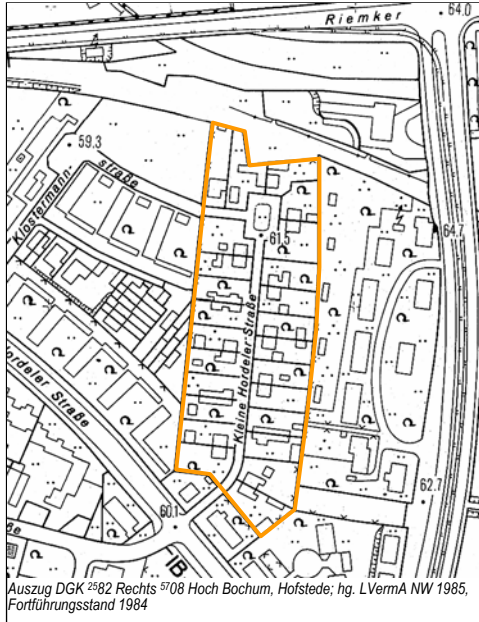 64.0
Riemker
59.3
Klostermann-
straße
64.7
61.5
Kleine Hordeler Straße
Hordeler Straße
62.7
60.1
aße
IB
Auszug DGK ²⁵82 Rechts ⁵⁷08 Hoch Bochum, Hofstede; hg. LVermA NW 1985,
Fortführungsstand 1984